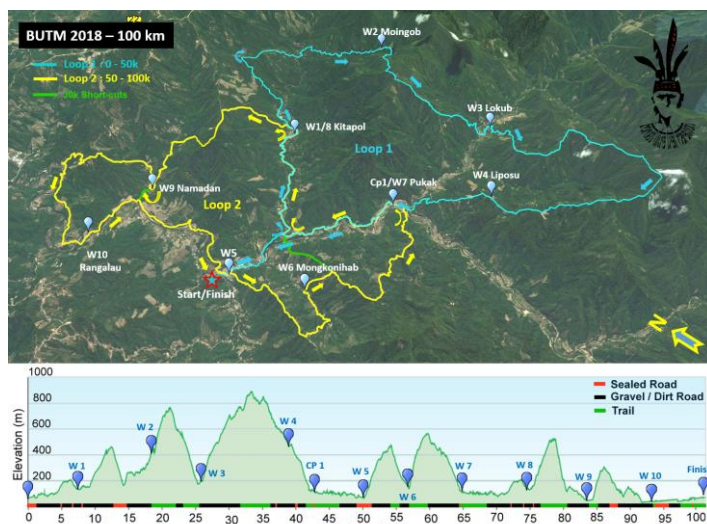 BUTM 2018 – 100 km
Loop 1 : 0 - 50k
Loop 2 : 50 - 100k
Short-cuts
W2 Moingob
W3 Lokub
W1/8 Kitapol
Loop 1
W9 Namadan
Cp1/W7 Pukak
W4 Liposu
Loop 2
W10
Rangalau
W5
W6 Mongkonihab
Start/Finish
N
Elevation (m)
1000
800
600
400
200
Sealed Road
Gravel / Dirt Road
Trail
W 1
W 2
W 3
W 4
CP 1
W 5
W 6
W 7
W 8
W 9
W 10
Finis
0 5 10 15 20 25 30 35 40 45 50 55 60 65 70 75 80 85 90 95 100